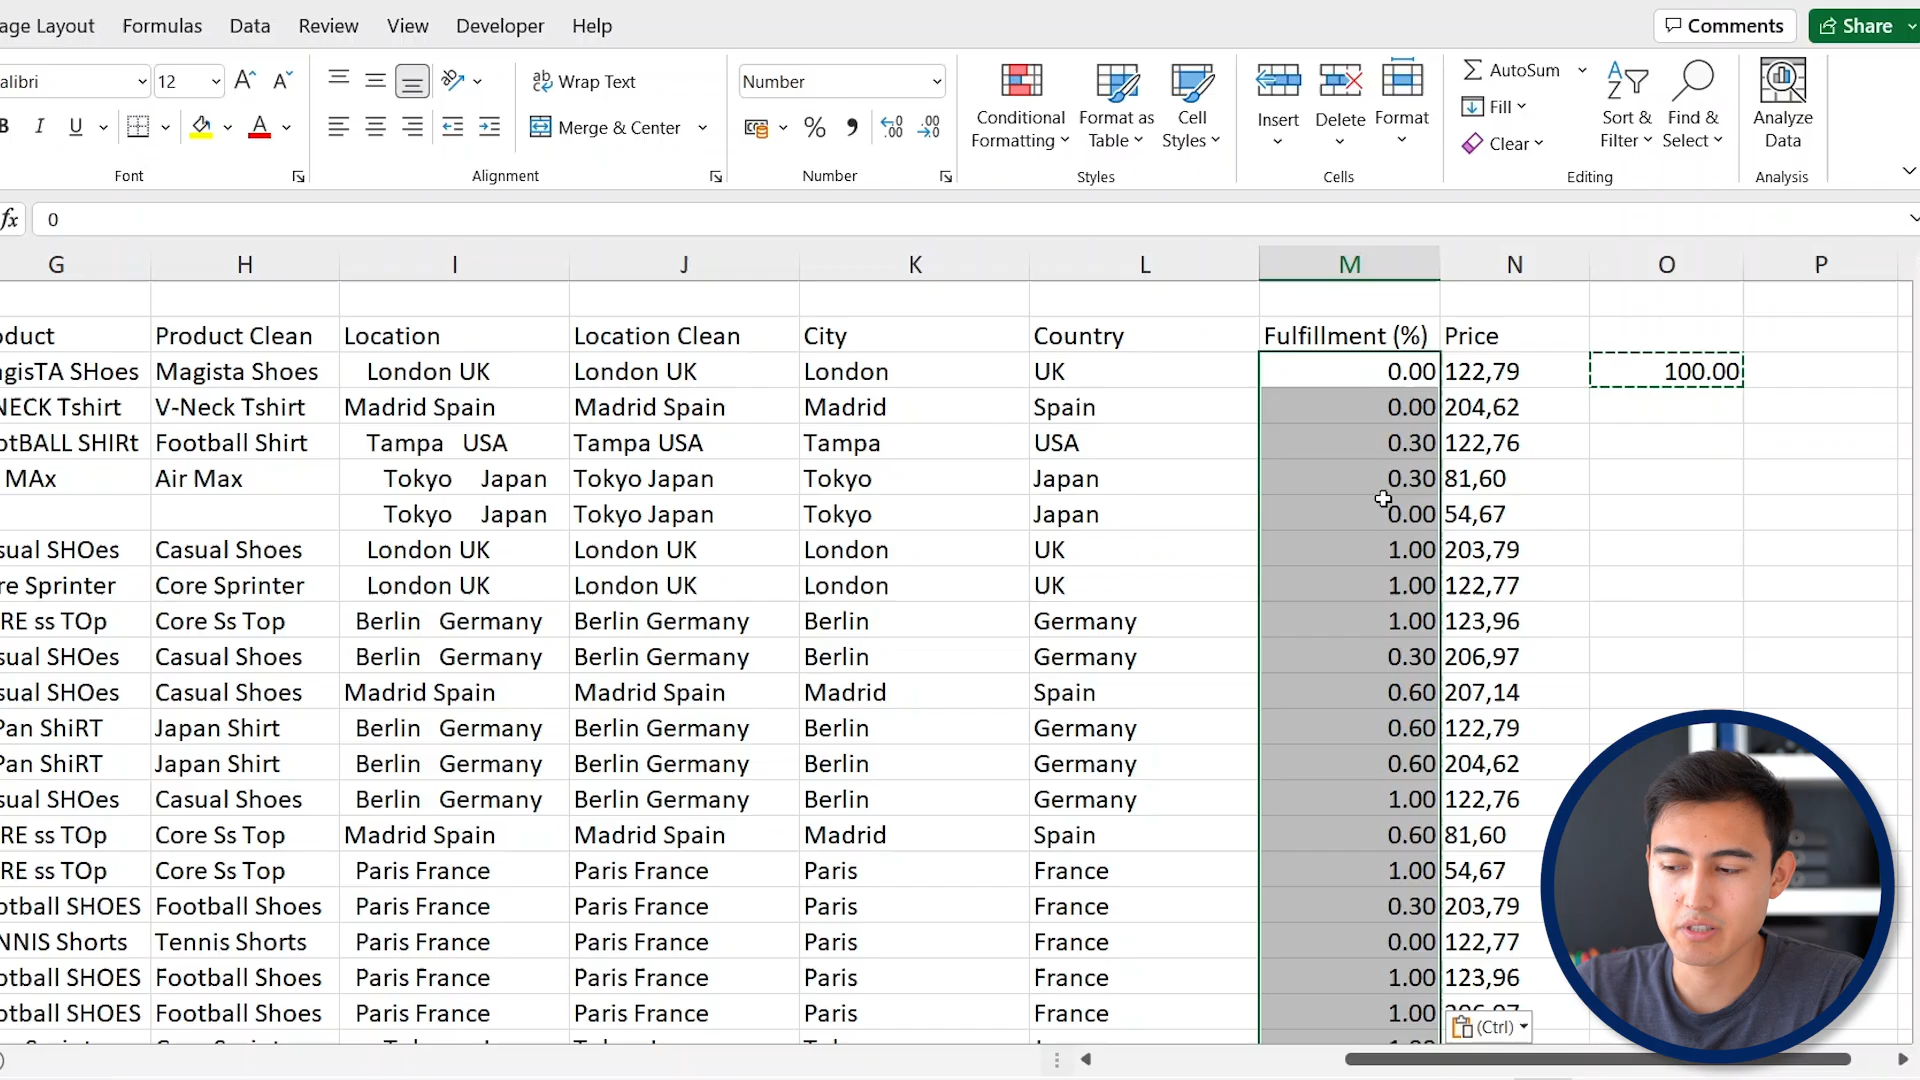 age Layout Formulas Data Review View Developer Help Comments Share
alibri 12 A A ab Wrap Text Number Conditional Formatting Format as Table Cell Styles Insert Delete Format AutoSum Fill Clear Sort & Filter Find & Select Analyze Data
B I U A Merge & Center % .00 .00
Font Alignment Number Styles Cells Editing Analysis
fx 0
G H I J K L M N O P
oduct Product Clean Location Location Clean City Country Fulfillment (%) Price
gisTA SHoes Magista Shoes London UK London UK London UK 0.00 122,79 100.00
NECK Tshirt V-Neck Tshirt Madrid Spain Madrid Spain Madrid Spain 0.00 204,62
otBALL SHIRt Football Shirt Tampa USA Tampa USA Tampa USA 0.30 122,76
MAx Air Max Tokyo Japan Tokyo Japan Tokyo Japan 0.30 81,60
Tokyo Japan Tokyo Japan Tokyo Japan 0.00 54,67
sual SHOes Casual Shoes London UK London UK London UK 1.00 203,79
re Sprinter Core Sprinter London UK London UK London UK 1.00 122,77
RE ss TOp Core Ss Top Berlin Germany Berlin Germany Berlin Germany 1.00 123,96
sual SHOes Casual Shoes Berlin Germany Berlin Germany Berlin Germany 0.30 206,97
sual SHOes Casual Shoes Madrid Spain Madrid Spain Madrid Spain 0.60 207,14
Pan ShiRT Japan Shirt Berlin Germany Berlin Germany Berlin Germany 0.60 122,79
Pan ShiRT Japan Shirt Berlin Germany Berlin Germany Berlin Germany 0.60 204,62
sual SHOes Casual Shoes Berlin Germany Berlin Germany Berlin Germany 1.00 122,76
RE ss TOp Core Ss Top Madrid Spain Madrid Spain Madrid Spain 0.60 81,60
RE ss TOp Core Ss Top Paris France Paris France Paris France 1.00 54,67
otball SHOES Football Shoes Paris France Paris France Paris France 0.30 203,79
NNIS Shorts Tennis Shorts Paris France Paris France Paris France 0.00 122,77
otball SHOES Football Shoes Paris France Paris France Paris France 1.00 123,96
otball SHOES Football Shoes Paris France Paris France Paris France 1.00
(Ctrl)